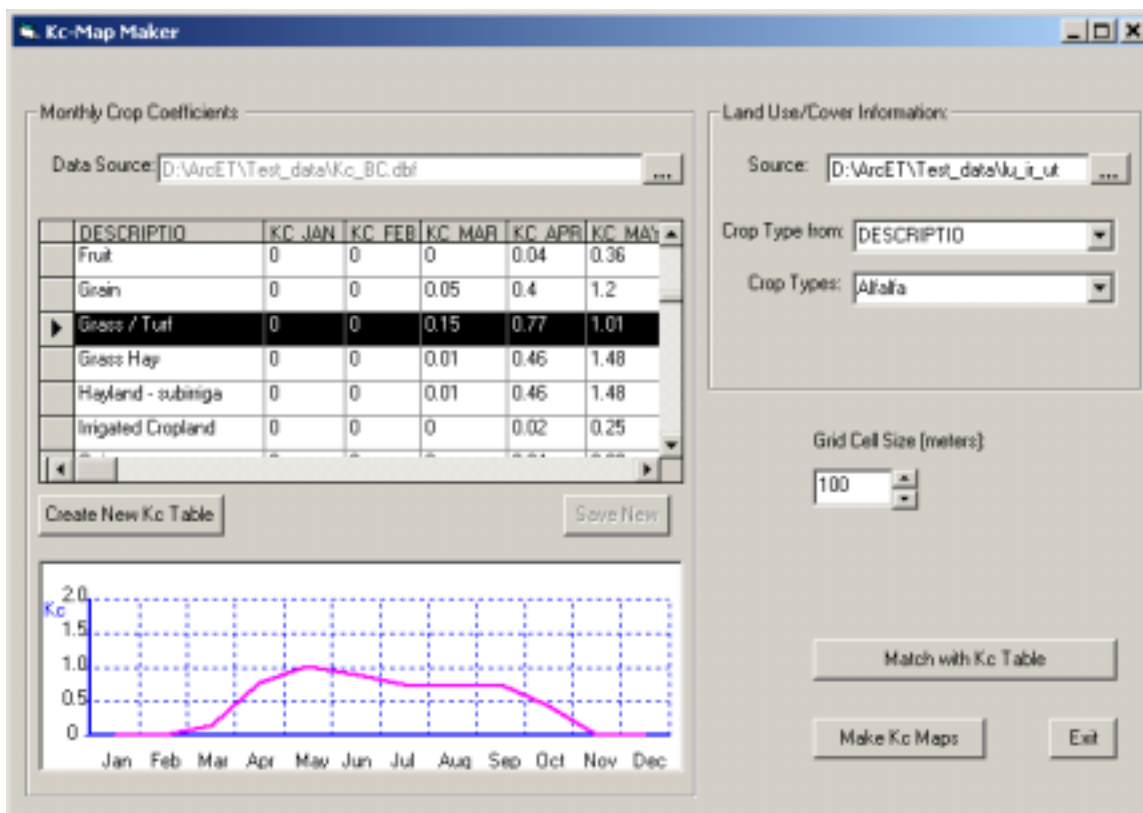 Kc-Map Maker
Monthly Crop Coefficients
Data Source: D:\ArcET\Test_data\Kc_BC.dbf ...
DESCRIPTIO KC_JAN KC_FEB KC_MAR KC_APR KC_MAY
Fruit 0 0 0 0.04 0.36
Grain 0 0 0.05 0.4 1.2
Grass / Turf 0 0 0.15 0.77 1.01
Grass Hay 0 0 0.01 0.46 1.48
Hayland - subirriga 0 0 0.01 0.46 1.48
Irrigated Cropland 0 0 0 0.02 0.25
Create New Kc Table
Save New
Kc
2.0
1.5
1.0
0.5
0
Jan Feb Mar Apr May Jun Jul Aug Sep Oct Nov Dec
Land Use/Cover Information:
Source: D:\ArcET\Test_data\lu_ir_ut ...
Crop Type from: DESCRIPTIO
Crop Types: Alfalfa
Grid Cell Size (meters):
100
Match with Kc Table
Make Kc Maps
Exit